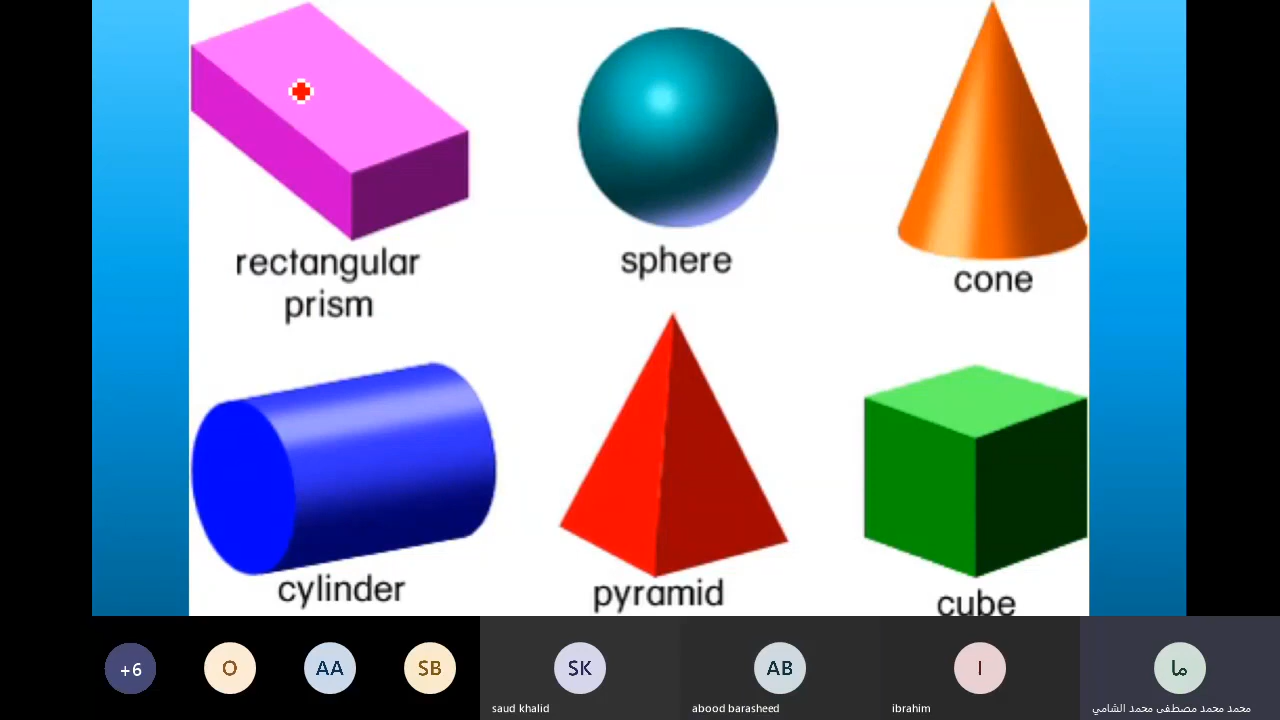 rectangular
prism
sphere
cone
cylinder
pyramid
cube
+6
O
AA
SB
SK
AB
I
ما
saud khalid
abood barasheed
ibrahim
محمد محمد مصطفى محمد الشامي